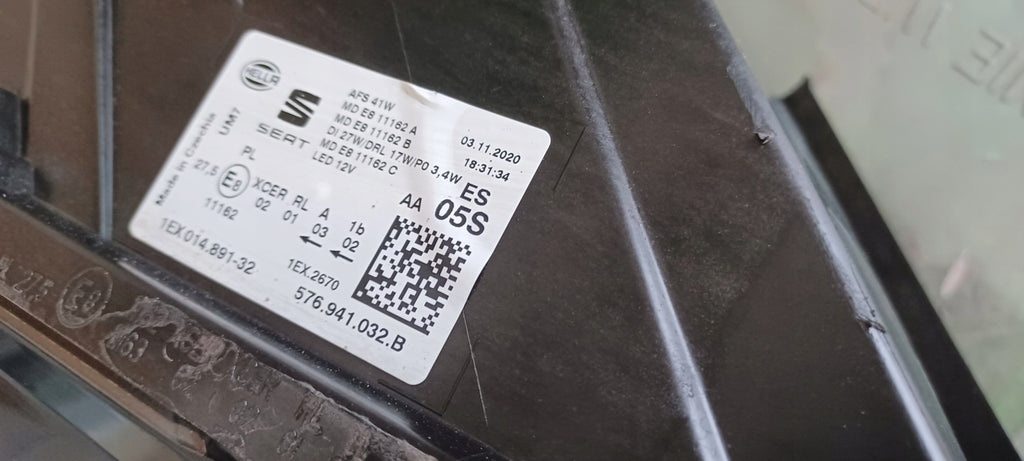 HELLA
SEAT
AFS 41W
MD E8 11162 A
MD E8 11162 B
DI 27W/DRL 17W/PO 3,4W
MD E8 11162 C
LED 12V
03.11.2020
18:31:34
ES
AA 05S
Made in Czechia
UM7
PL
27,5 E8 XCER RL A 1b
02 01 03 02
11162
1EX.014.891-32
1EX.2670
576.941.032.B
E8